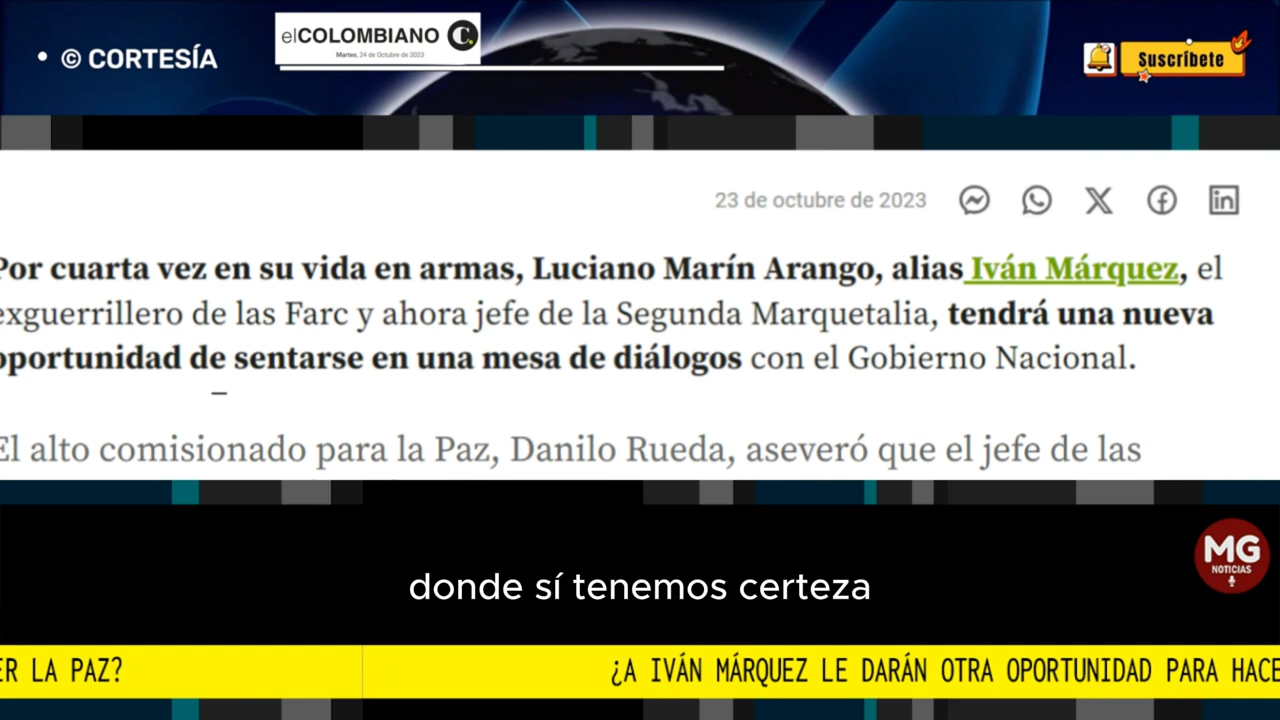 • © CORTESÍA
elCOLOMBIANO C
Martes, 24 de Octubre de 2023
Suscríbete
23 de octubre de 2023
Por cuarta vez en su vida en armas, Luciano Marín Arango, alias Iván Márquez, el
exguerrillero de las Farc y ahora jefe de la Segunda Marquetalia, tendrá una nueva
oportunidad de sentarse en una mesa de diálogos con el Gobierno Nacional.
El alto comisionado para la Paz, Danilo Rueda, aseveró que el jefe de las
MG
NOTICIAS
donde sí tenemos certeza
ER LA PAZ? ¿A IVÁN MÁRQUEZ LE DARÁN OTRA OPORTUNIDAD PARA HACE